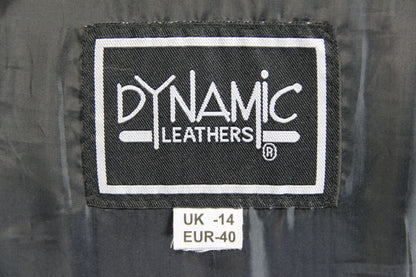 DYNAMiC
LEATHERS
®
UK -14
EUR-40